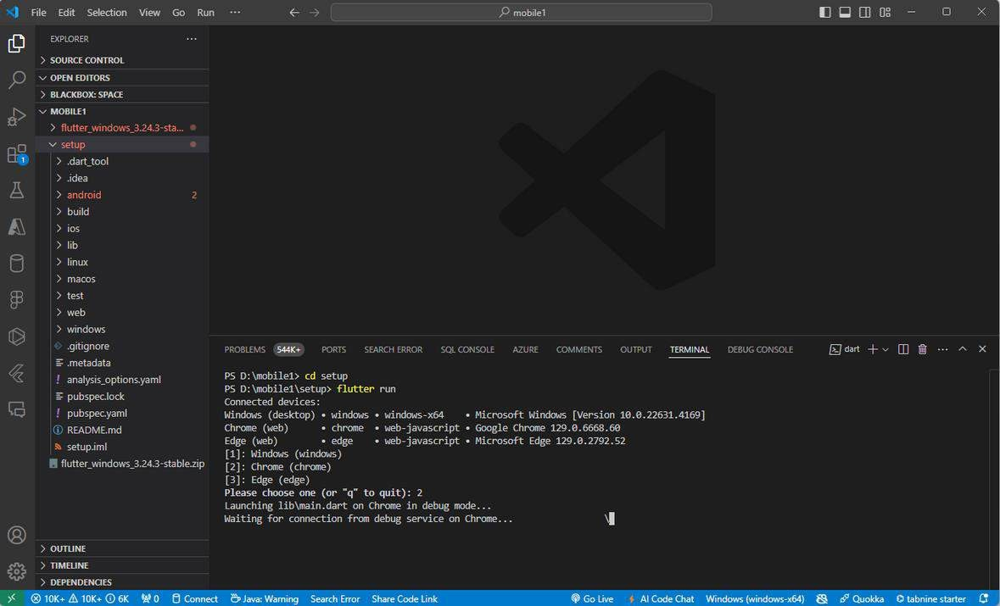 File Edit Selection View Go Run ··· mobile1
EXPLORER ···
SOURCE CONTROL
OPEN EDITORS
BLACKBOX: SPACE
MOBILE1
flutter_windows_3.24.3-sta...
setup
.dart_tool
.idea
android 2
build
ios
lib
linux
macos
test
web
windows
.gitignore
.metadata
! analysis_options.yaml
pubspec.lock
! pubspec.yaml
README.md
setup.iml
flutter_windows_3.24.3-stable.zip
OUTLINE
TIMELINE
DEPENDENCIES
1
PROBLEMS 544K+ PORTS SEARCH ERROR SQL CONSOLE AZURE COMMENTS OUTPUT TERMINAL DEBUG CONSOLE dart
PS D:\mobile1> cd setup
PS D:\mobile1\setup> flutter run
Connected devices:
Windows (desktop) • windows • windows-x64 • Microsoft Windows [Version 10.0.22631.4169]
Chrome (web) • chrome • web-javascript • Google Chrome 129.0.6668.60
Edge (web) • edge • web-javascript • Microsoft Edge 129.0.2792.52
[1]: Windows (windows)
[2]: Chrome (chrome)
[3]: Edge (edge)
Please choose one (or "q" to quit): 2
Launching lib\main.dart on Chrome in debug mode...
Waiting for connection from debug service on Chrome... \
10K+ 10K+ 6K 0 Connect Java: Warning Search Error Share Code Link Go Live AI Code Chat Windows (windows-x64) Quokka tabnine starter